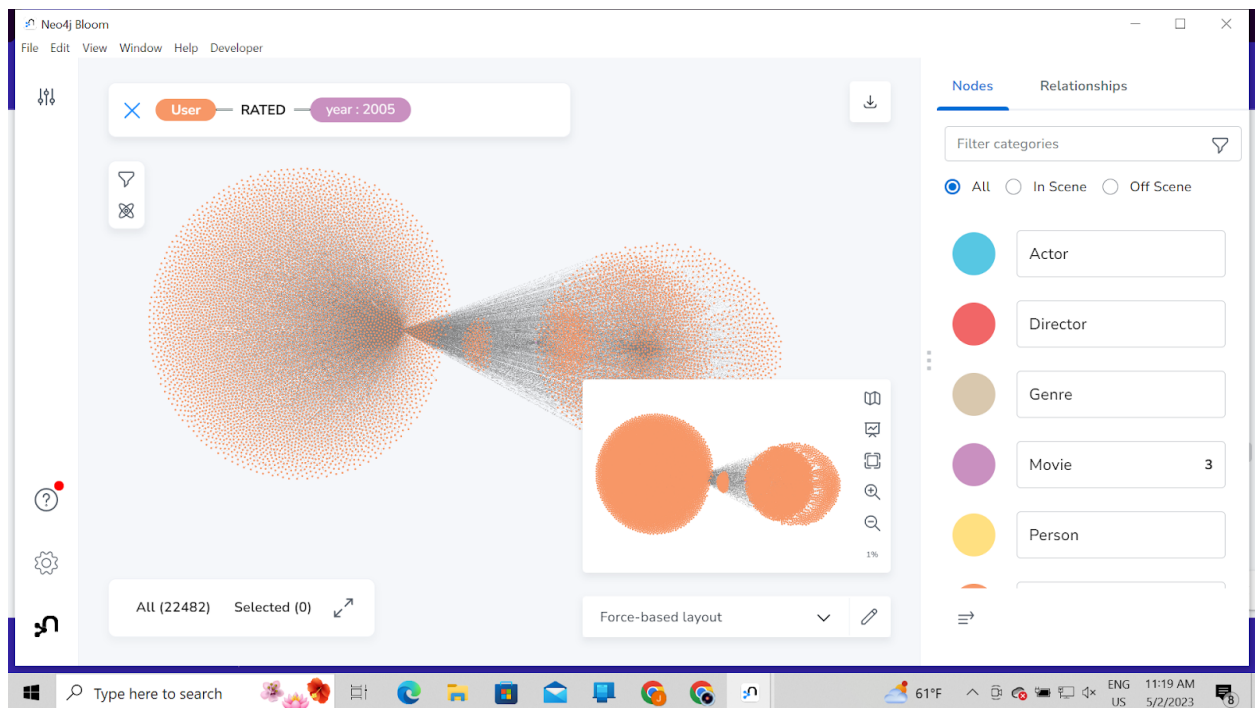 Neo4j Bloom
File Edit View Window Help Developer
User RATED year : 2005
Nodes Relationships
Filter categories
All In Scene Off Scene
Actor
Director
Genre
Movie 3
Person
1%
All (22482) Selected (0)
Force-based layout
?
Type here to search
61°F
ENG
US
11:19 AM
5/2/2023
8